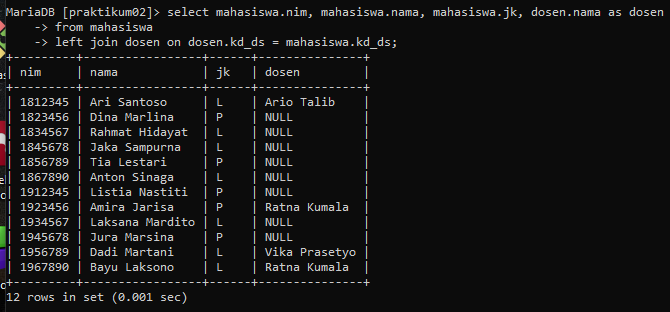 MariaDB [praktikum02]> select mahasiswa.nim, mahasiswa.nama, mahasiswa.jk, dosen.nama as dosen
    -> from mahasiswa
    -> left join dosen on dosen.kd_ds = mahasiswa.kd_ds;
+---------+-----------------+------+----------------+
| nim     | nama            | jk   | dosen          |
+---------+-----------------+------+----------------+
| 1812345 | Ari Santoso     | L    | Ario Talib     |
| 1823456 | Dina Marlina    | P    | NULL           |
| 1834567 | Rahmat Hidayat  | L    | NULL           |
| 1845678 | Jaka Sampurna   | L    | NULL           |
| 1856789 | Tia Lestari     | P    | NULL           |
| 1867890 | Anton Sinaga    | L    | NULL           |
| 1912345 | Listia Nastiti  | P    | NULL           |
| 1923456 | Amira Jarisa    | P    | Ratna Kumala   |
| 1934567 | Laksana Mardito | L    | NULL           |
| 1945678 | Jura Marsina    | P    | NULL           |
| 1956789 | Dadi Martani    | L    | Vika Prasetyo  |
| 1967890 | Bayu Laksono    | L    | Ratna Kumala   |
+---------+-----------------+------+----------------+
12 rows in set (0.001 sec)